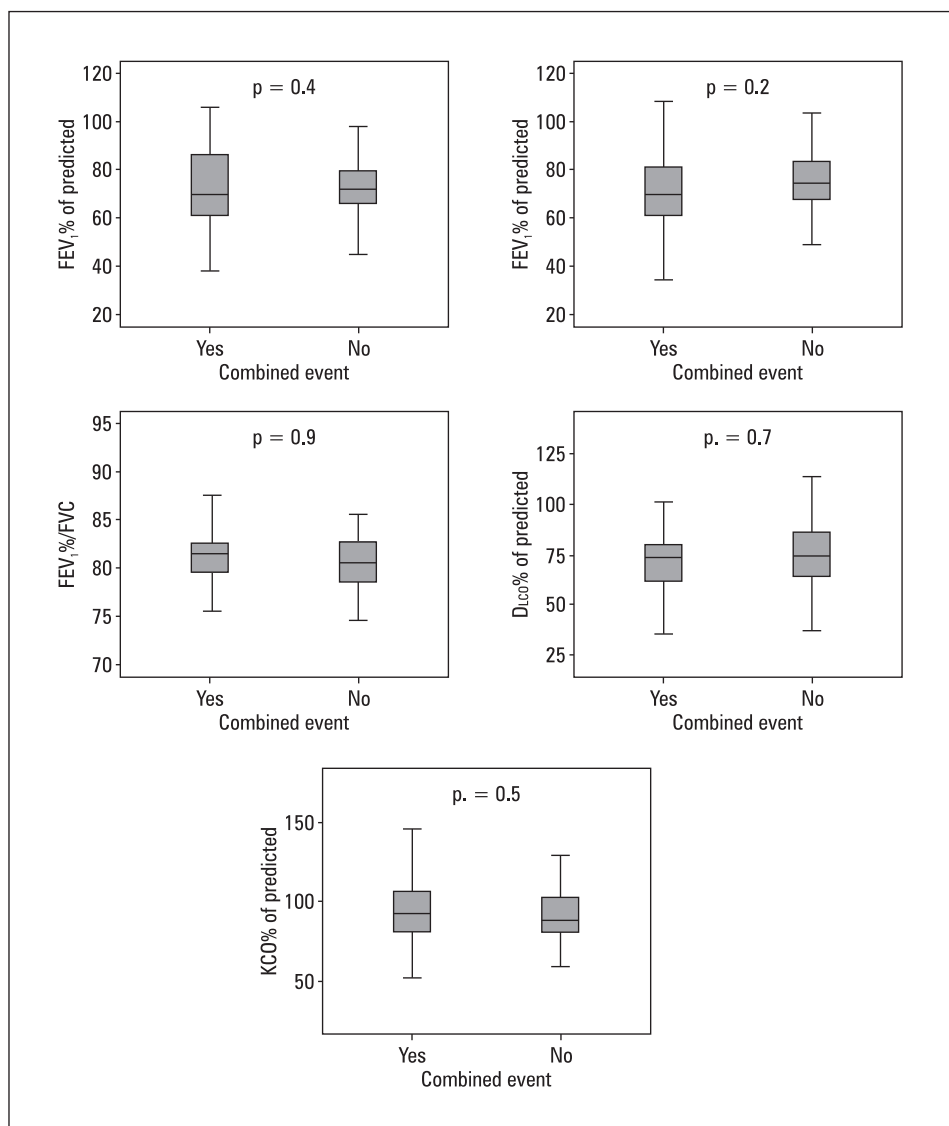 p = 0.4
120
100
80
60
40
20
FEV₁% of predicted
Yes
No
Combined event
p = 0.2
120
100
80
60
40
20
FEV₁% of predicted
Yes
No
Combined event
p = 0.9
95
90
85
80
75
70
FEV₁%/FVC
Yes
No
Combined event
p. = 0.7
125
100
75
50
25
DLCO% of predicted
Yes
No
Combined event
p. = 0.5
150
100
50
KCO% of predicted
Yes
No
Combined event